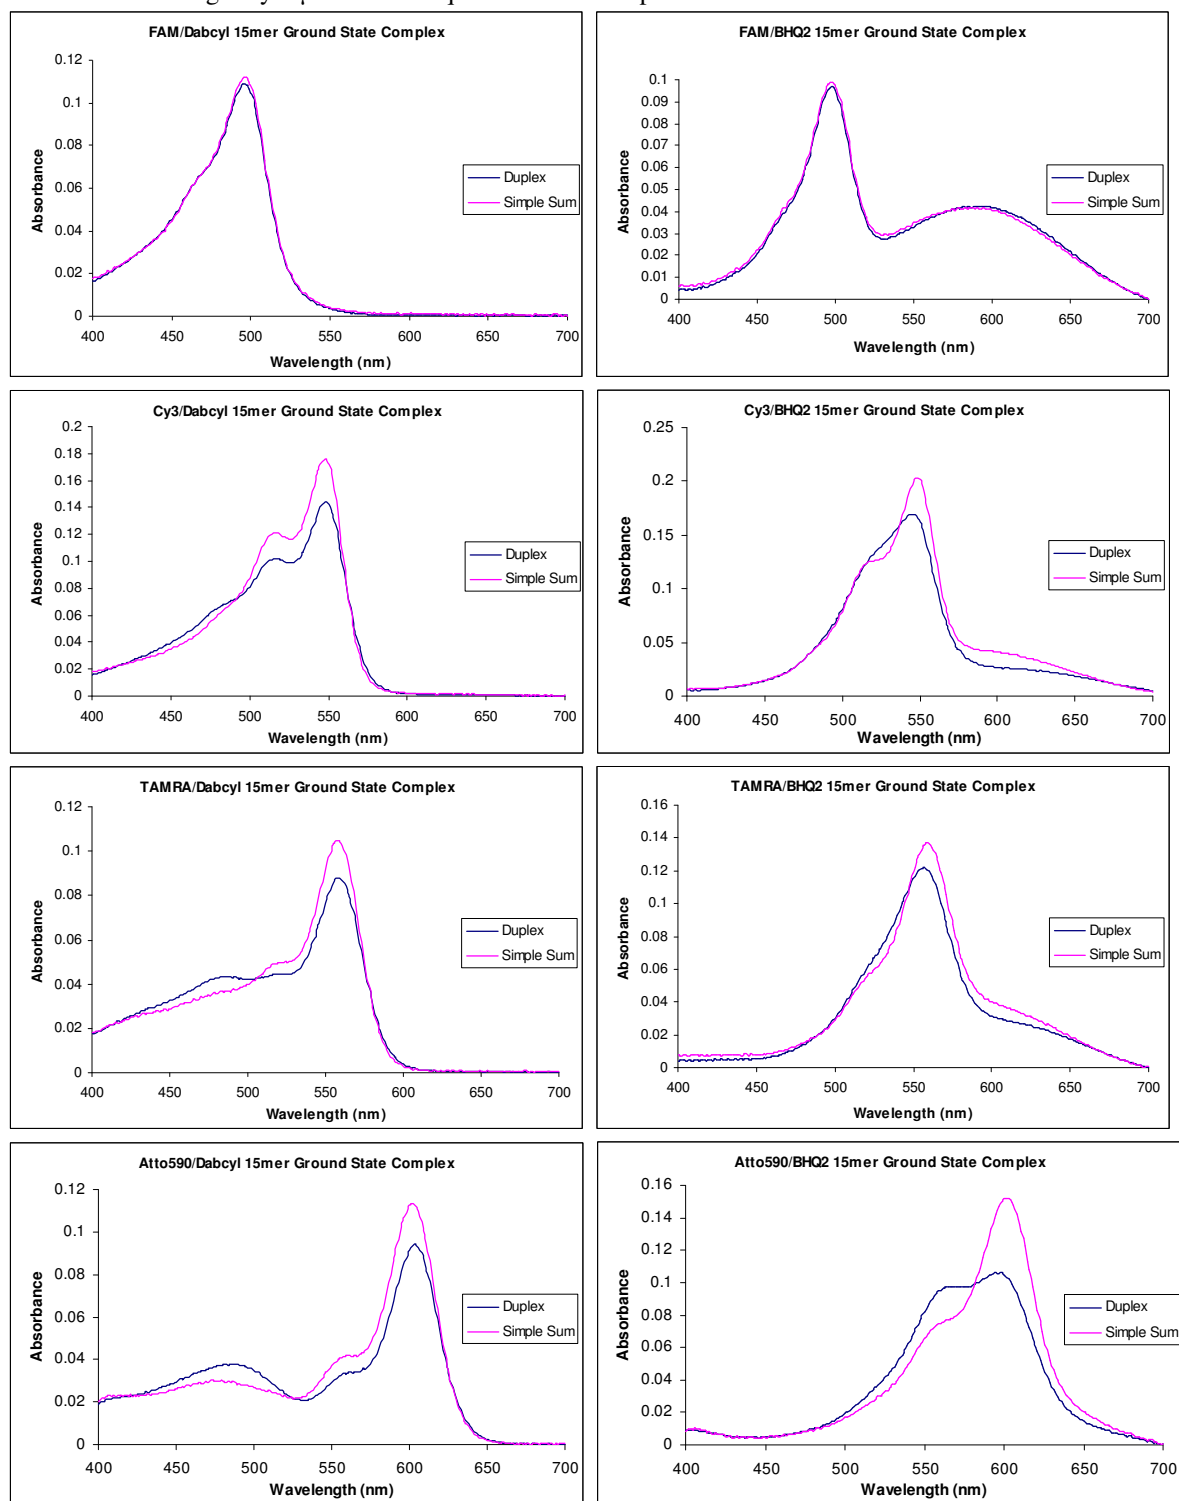 FAM/Dabcyl 15mer Ground State Complex
0.12
0.1
0.08
0.06
0.04
0.02
0
400 450 500 550 600 650 700
Absorbance
Wavelength (nm)
Duplex
Simple Sum
FAM/BHQ2 15mer Ground State Complex
0.1
0.09
0.08
0.07
0.06
0.05
0.04
0.03
0.02
0.01
0
400 450 500 550 600 650 700
Absorbance
Wavelength (nm)
Duplex
Simple Sum
Cy3/Dabcyl 15mer Ground State Complex
0.2
0.18
0.16
0.14
0.12
0.1
0.08
0.06
0.04
0.02
0
400 450 500 550 600 650 700
Absorbance
Wavelength (nm)
Duplex
Simple Sum
Cy3/BHQ2 15mer Ground State Complex
0.25
0.2
0.15
0.1
0.05
0
400 450 500 550 600 650 700
Absorbance
Wavelength (nm)
Duplex
Simple Sum
TAMRA/Dabcyl 15mer Ground State Complex
0.12
0.1
0.08
0.06
0.04
0.02
0
400 450 500 550 600 650 700
Absorbance
Wavelength (nm)
Duplex
Simple Sum
TAMRA/BHQ2 15mer Ground State Complex
0.16
0.14
0.12
0.1
0.08
0.06
0.04
0.02
0
400 450 500 550 600 650 700
Absorbance
Wavelength (nm)
Duplex
Simple Sum
Atto590/Dabcyl 15mer Ground State Complex
0.12
0.1
0.08
0.06
0.04
0.02
0
400 450 500 550 600 650 700
Absorbance
Wavelength (nm)
Duplex
Simple Sum
Atto590/BHQ2 15mer Ground State Complex
0.16
0.14
0.12
0.1
0.08
0.06
0.04
0.02
0
400 450 500 550 600 650 700
Absorbance
Wavelength (nm)
Duplex
Simple Sum